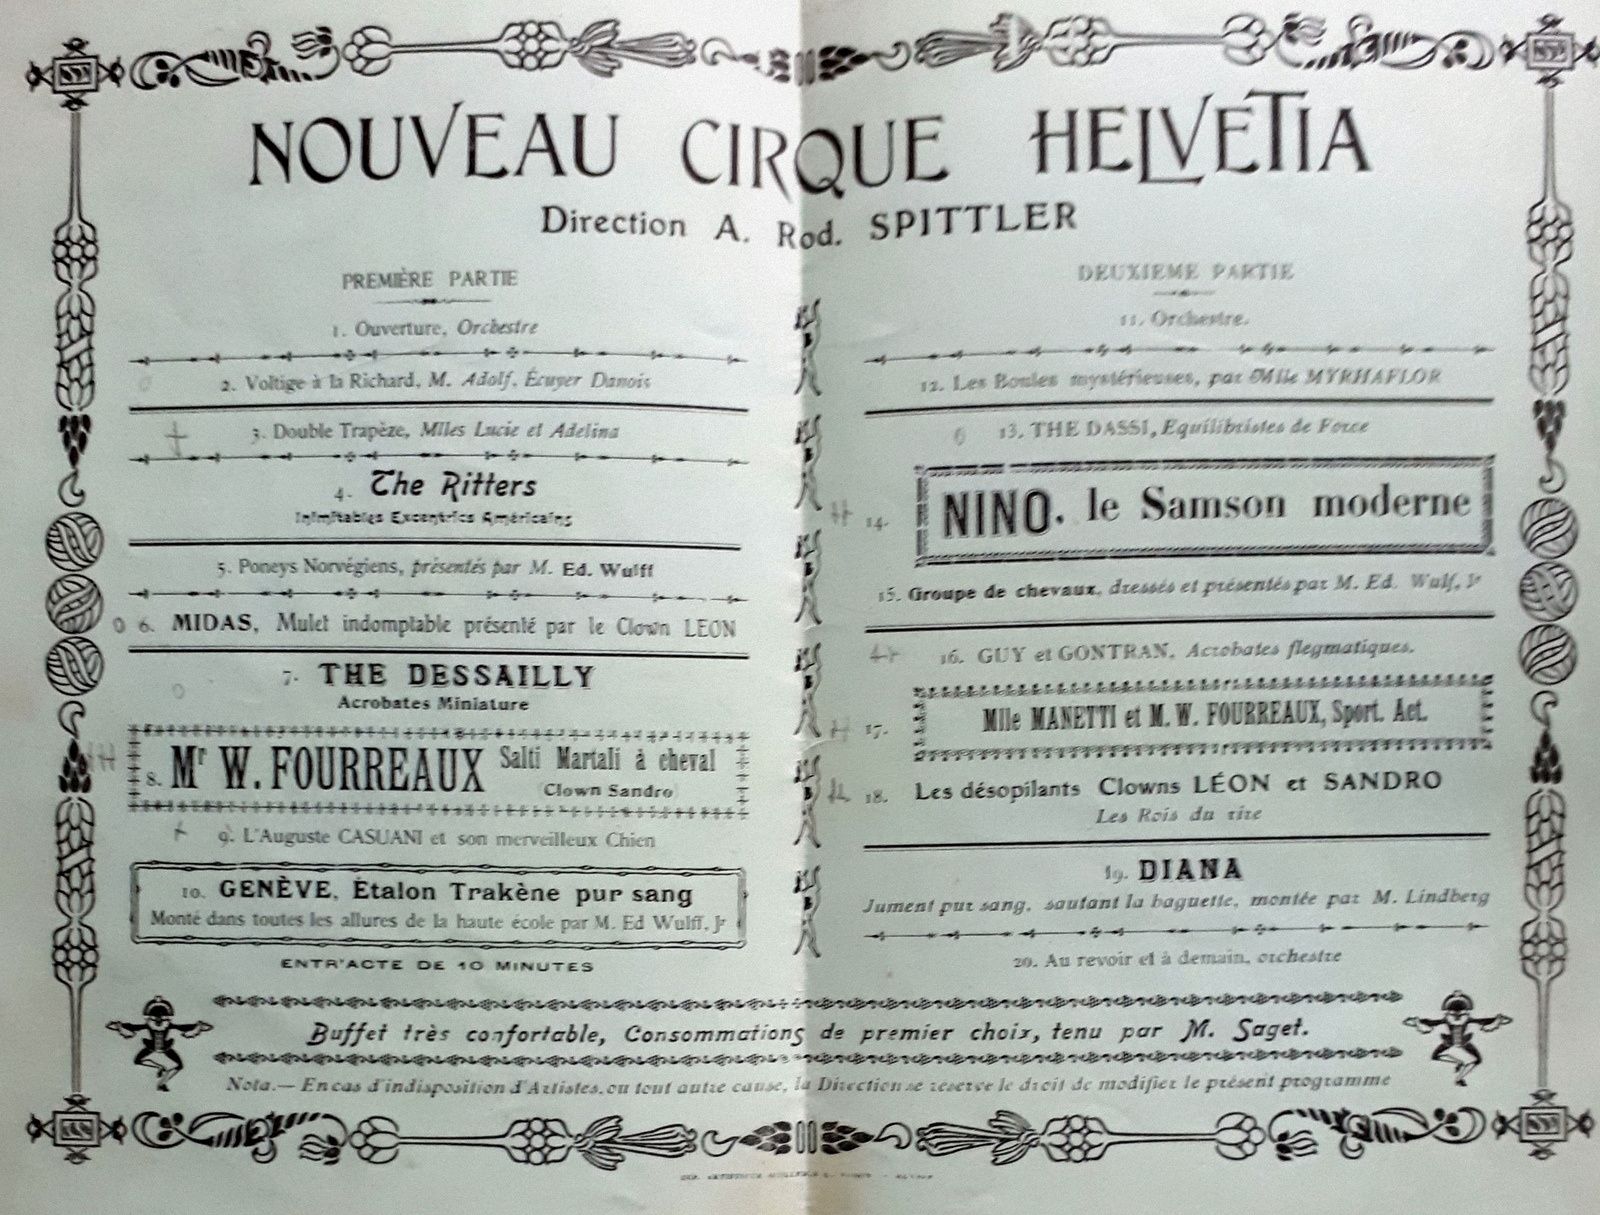 NOUVEAU CIRQUE HELVETIA
Direction A. Rod. SPITTLER
PREMIÈRE PARTIE
1. Ouverture, Orchestre
2. Voltige à la Richard, M. Adolf, Écuyer Danois
3. Double Trapèze, Mlles Lucie et Adelina
4. The Ritters
Inimitables Excentrics Américains
5. Poneys Norvégiens, présentés par M. Ed. Wulff
6. MIDAS, Mulet indomptable présenté par le Clown LEON
7. THE DESSAILLY
Acrobates Miniature
8. Mr W. FOURREAUX Salti Martali à cheval
Clown Sandro
9. L'Auguste CASUANI et son merveilleux Chien
10. GENÈVE, Étalon Trakène pur sang
Monté dans toutes les allures de la haute école par M. Ed Wulff, Jr
ENTR'ACTE DE 10 MINUTES
DEUXIEME PARTIE
11. Orchestre.
12. Les Boules mystérieuses, par Mlle MYRHAFLOR
13. THE DASSI, Equilibristes de Force
14. NINO, le Samson moderne
15. Groupe de chevaux, dressés et présentés par M. Ed. Wulf, Jr
16. GUY et GONTRAN, Acrobates flegmatiques.
17. Mlle MANETTI et M. W. FOURREAUX, Sport. Act.
18. Les désopilants Clowns LÉON et SANDRO
Les Rois du rire
19. DIANA
Jument pur sang, sautant la baguette, montée par M. Lindberg
20. Au revoir et à demain, orchestre
Buffet très confortable, Consommations de premier choix, tenu par M. Saget.
Nota.— En cas d'indisposition d'Artistes, ou tout autre cause, la Direction se réserve le droit de modifier le présent programme